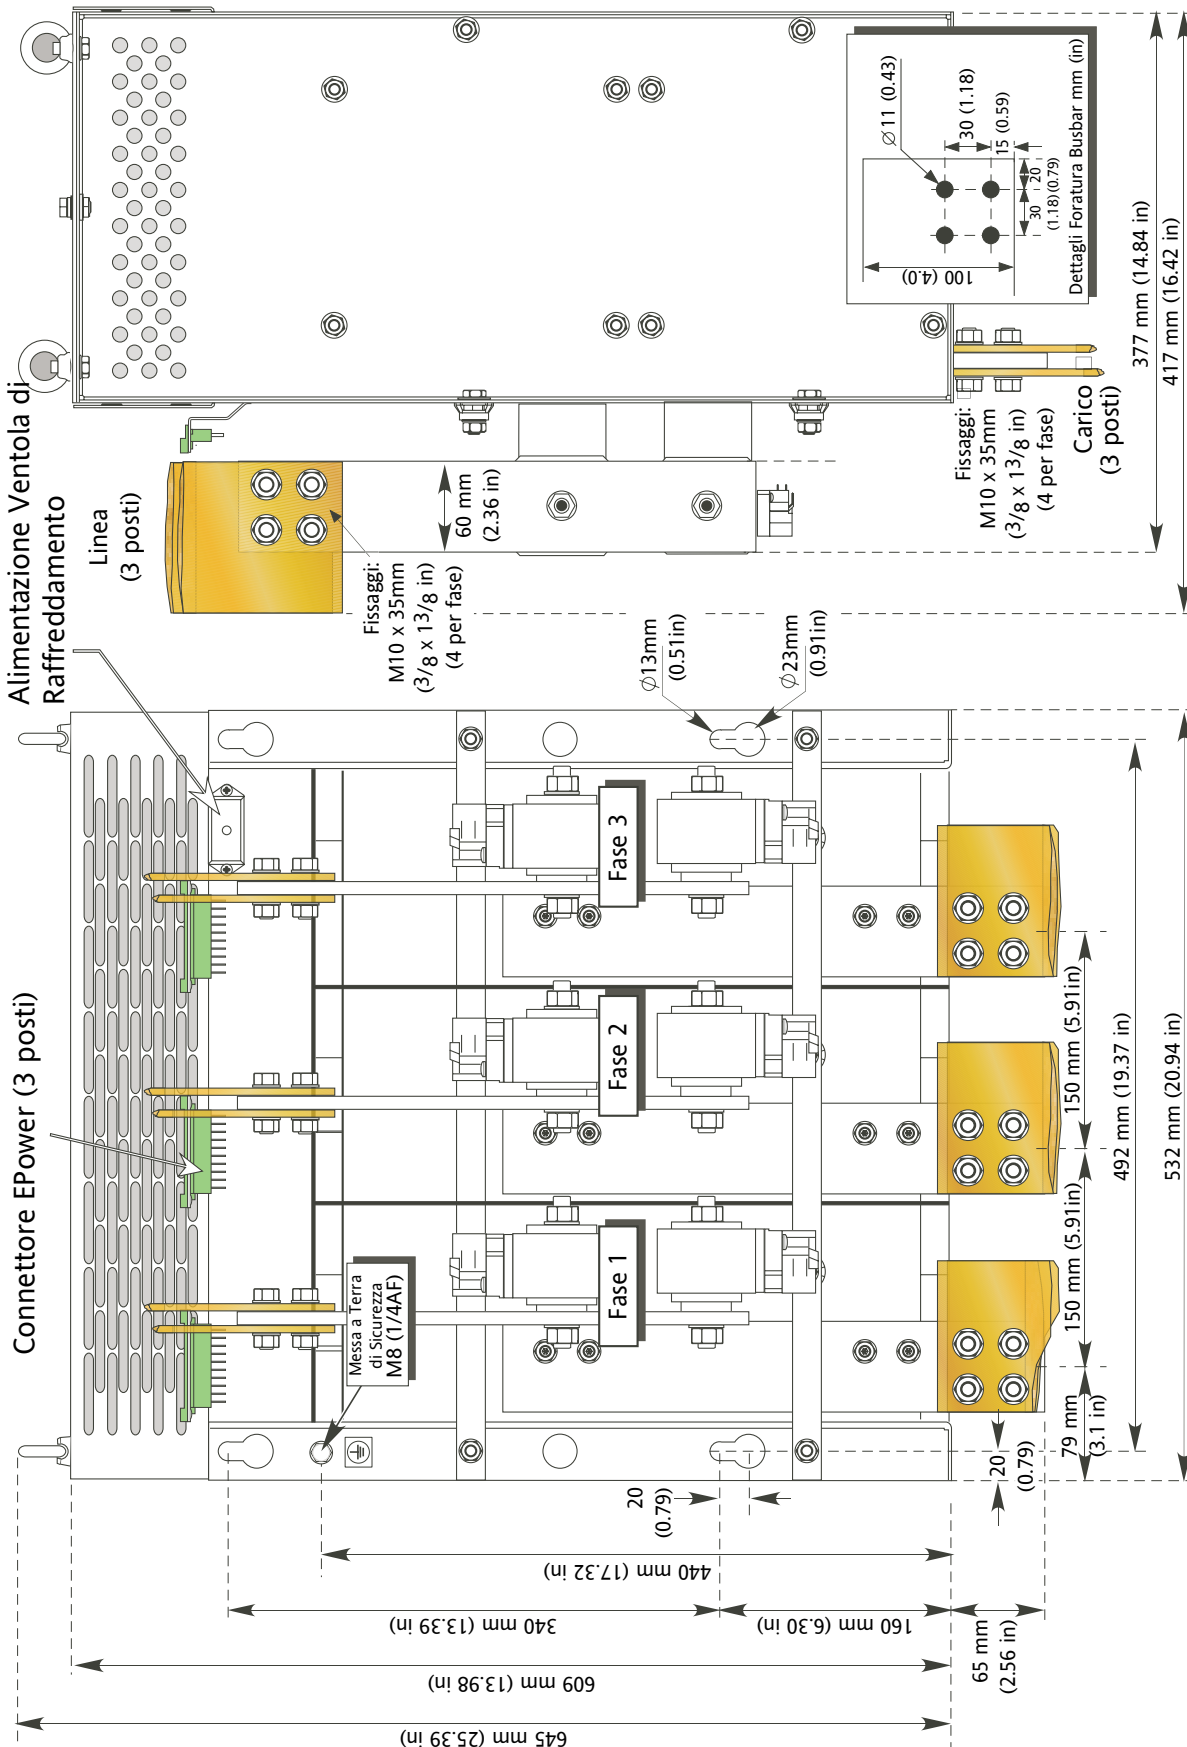 Alimentazione Ventola di
Raffreddamento
Linea
(3 posti)
Fissaggi:
M10 x 35mm
(3/8 x 13/8 in)
(4 per fase)
60 mm
(2.36 in)
∅11 (0.43)
30 (1.18)
15 (0.59)
20
(0.79)
30
(1.18)
100 (4.0)
Dettagli Foratura Busbar mm (in)
Fissaggi:
M10 x 35mm
(3/8 x 13/8 in)
(4 per fase)
Carico
(3 posti)
377 mm (14.84 in)
417 mm (16.42 in)
Connettore EPower (3 posti)
∅13mm
(0.51in)
∅23mm
(0.91in)
Fase 3
Fase 2
Fase 1
Messa a Terra
di Sicurezza
M8 (1/4AF)
150 mm (5.91in)
150 mm (5.91in)
79 mm
(3.1 in)
20
(0.79)
492 mm (19.37 in)
532 mm (20.94 in)
20
(0.79)
440 mm (17.32 in)
340 mm (13.39 in)
160 mm (6.30 in)
65 mm
(2.56 in)
609 mm (13.98 in)
645 mm (25.39 in)